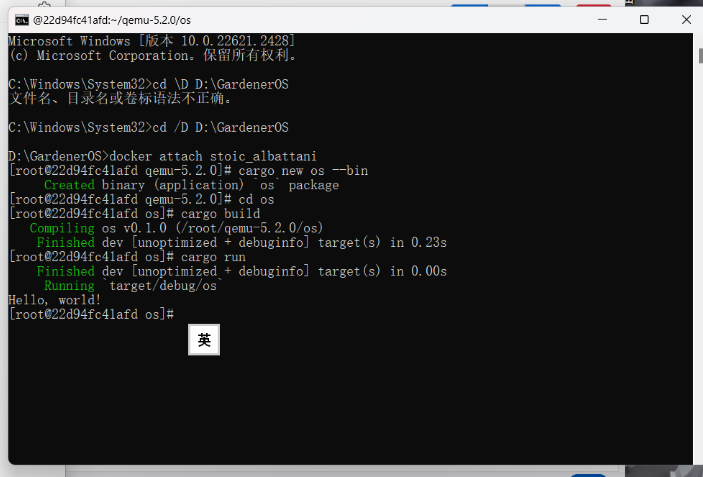 @22d94fc41afd:~/qemu-5.2.0/os
Microsoft Windows [版本 10.0.22621.2428]
(c) Microsoft Corporation。保留所有权利。
C:\Windows\System32>cd \D D:\GardenerOS
文件名、目录名或卷标语法不正确。
C:\Windows\System32>cd /D D:\GardenerOS
D:\GardenerOS>docker attach stoic_albattani
[root@22d94fc41afd qemu-5.2.0]# cargo new os --bin
Created binary (application) `os` package
[root@22d94fc41afd qemu-5.2.0]# cd os
[root@22d94fc41afd os]# cargo build
Compiling os v0.1.0 (/root/qemu-5.2.0/os)
Finished dev [unoptimized + debuginfo] target(s) in 0.23s
[root@22d94fc41afd os]# cargo run
Finished dev [unoptimized + debuginfo] target(s) in 0.00s
Running `target/debug/os`
Hello, world!
[root@22d94fc41afd os]#
英